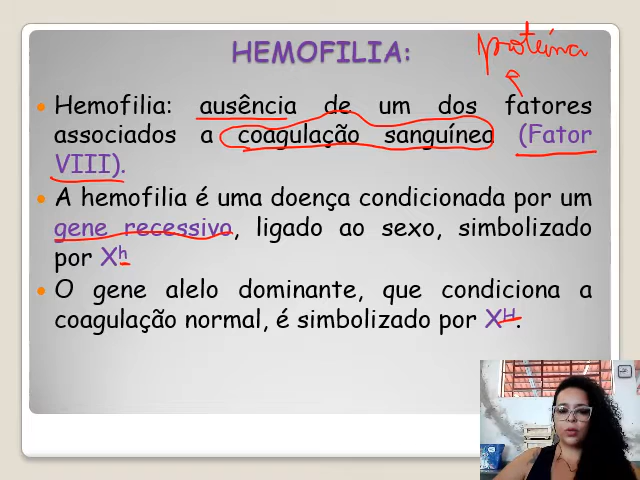 HEMOFILIA:
proteína
Hemofilia: ausência de um dos fatores
associados a coagulação sanguínea (Fator
VIII).
A hemofilia é uma doença condicionada por um
gene recessivo, ligado ao sexo, simbolizado
por Xʰ
O gene alelo dominante, que condiciona a
coagulação normal, é simbolizado por Xᴴ.